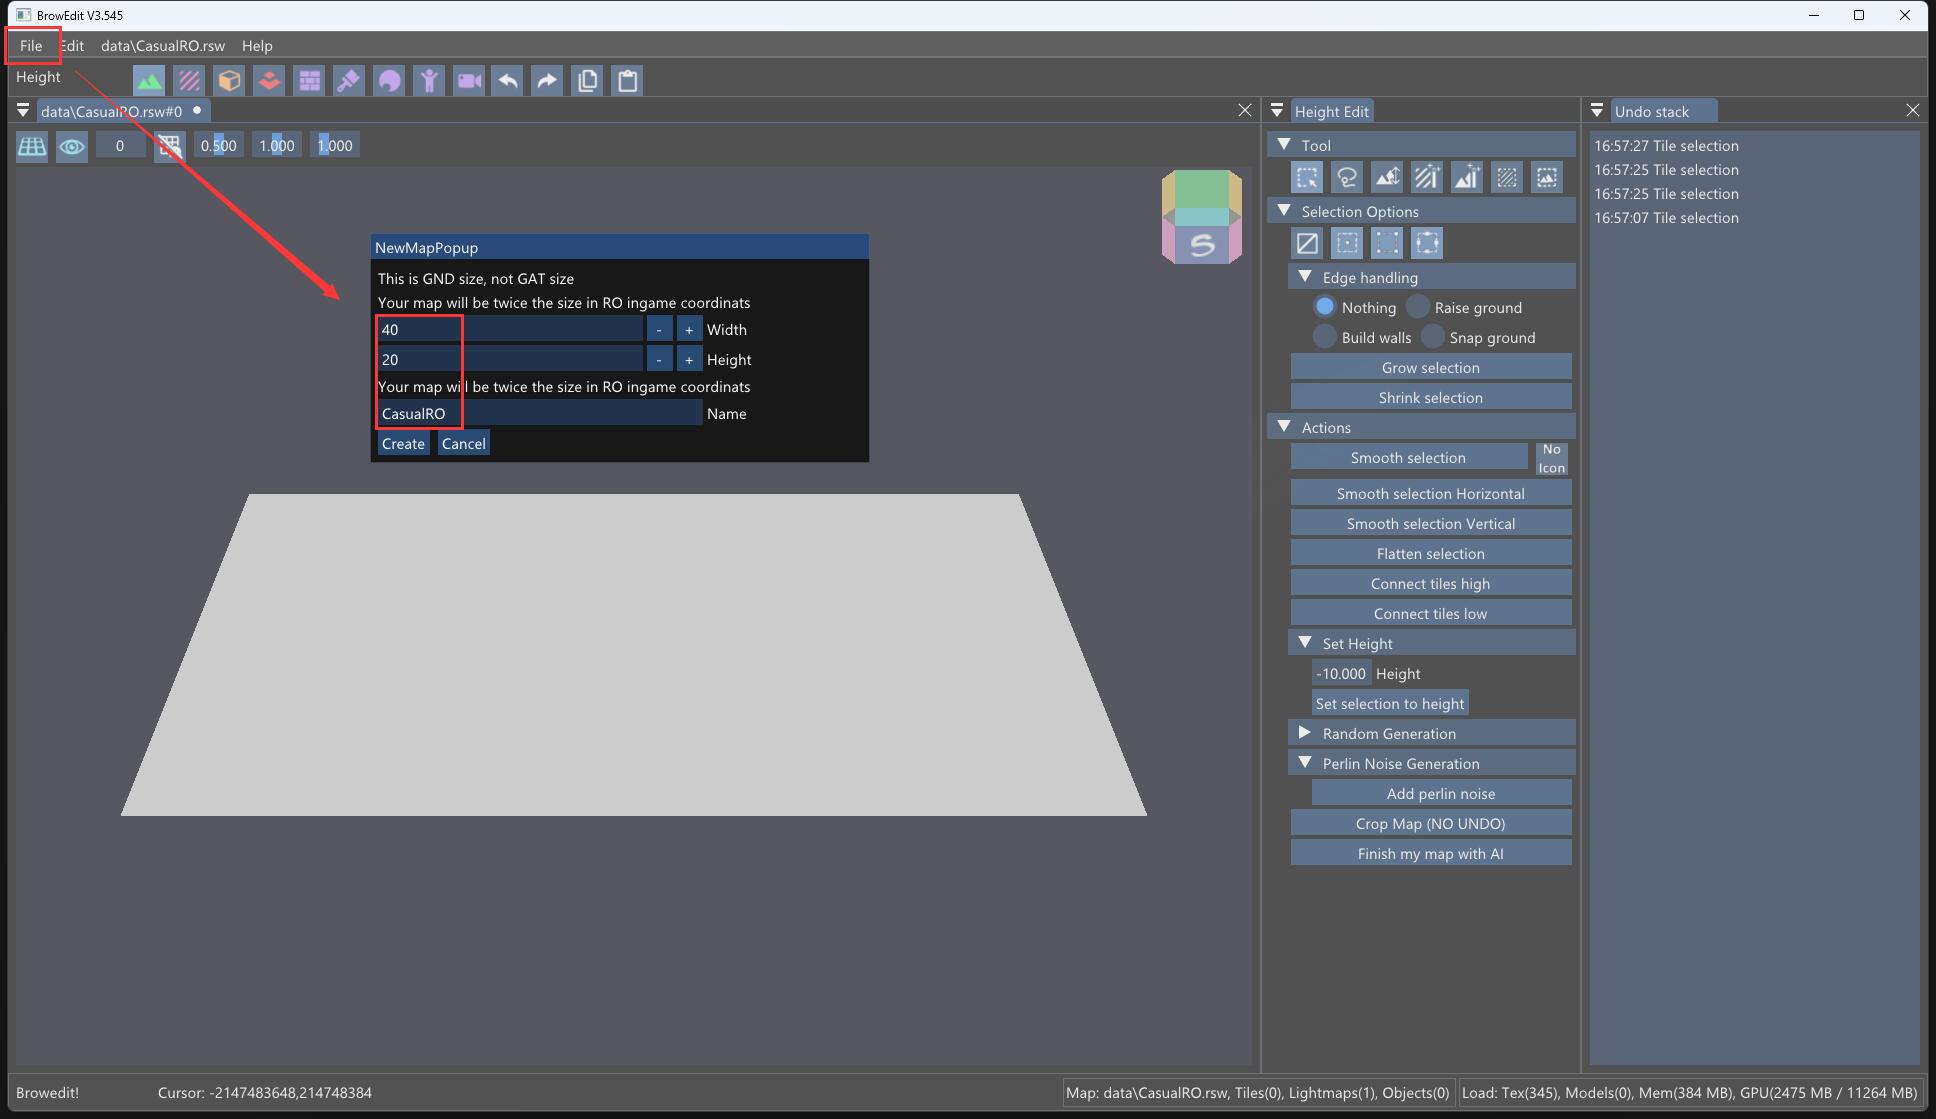 BrowEdit V3.545
File Edit data\CasualRO.rsw Help
Height
data\CasualRO.rsw#0
0 0.500 1.000 1.000
S
NewMapPopup
This is GND size, not GAT size
Your map will be twice the size in RO ingame coordinats
40 - + Width
20 - + Height
Your map will be twice the size in RO ingame coordinats
CasualRO Name
Create Cancel
Height Edit
Tool
Selection Options
Edge handling
Nothing Raise ground
Build walls Snap ground
Grow selection
Shrink selection
Actions
Smooth selection No Icon
Smooth selection Horizontal
Smooth selection Vertical
Flatten selection
Connect tiles high
Connect tiles low
Set Height
-10.000 Height
Set selection to height
Random Generation
Perlin Noise Generation
Add perlin noise
Crop Map (NO UNDO)
Finish my map with AI
Undo stack
16:57:27 Tile selection
16:57:25 Tile selection
16:57:25 Tile selection
16:57:07 Tile selection
Browedit! Cursor: -2147483648,214748384 Map: data\CasualRO.rsw, Tiles(0), Lightmaps(1), Objects(0) Load: Tex(345), Models(0), Mem(384 MB), GPU(2475 MB / 11264 MB)